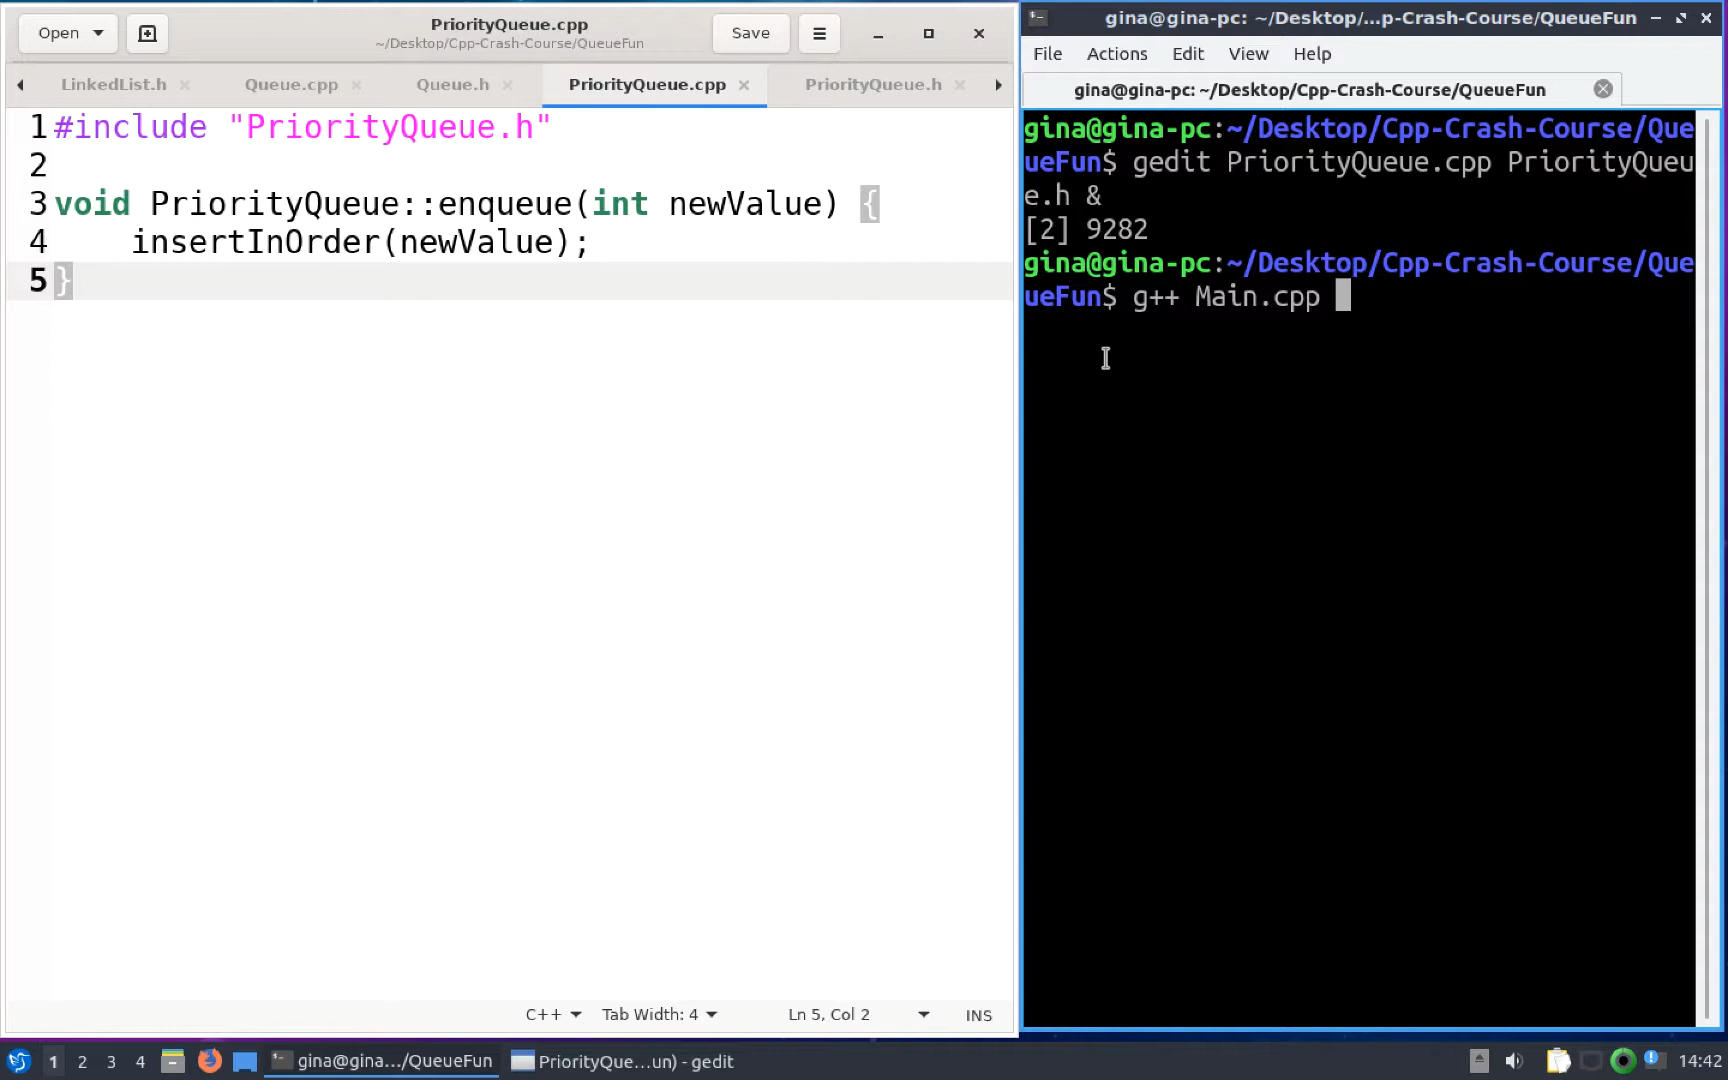 Open
PriorityQueue.cpp
~/Desktop/Cpp-Crash-Course/QueueFun
Save
LinkedList.h
Queue.cpp
Queue.h
PriorityQueue.cpp
PriorityQueue.h
1 #include "PriorityQueue.h"
2
3 void PriorityQueue::enqueue(int newValue) {
4     insertInOrder(newValue);
5 }
C++
Tab Width: 4
Ln 5, Col 2
INS
gina@gina-pc: ~/Desktop/...p-Crash-Course/QueueFun
File Actions Edit View Help
gina@gina-pc: ~/Desktop/Cpp-Crash-Course/QueueFun
gina@gina-pc:~/Desktop/Cpp-Crash-Course/Que
ueFun$ gedit PriorityQueue.cpp PriorityQueu
e.h &
[2] 9282
gina@gina-pc:~/Desktop/Cpp-Crash-Course/Que
ueFun$ g++ Main.cpp
1 2 3 4
gina@gina.../QueueFun
PriorityQue...un) - gedit
14:42